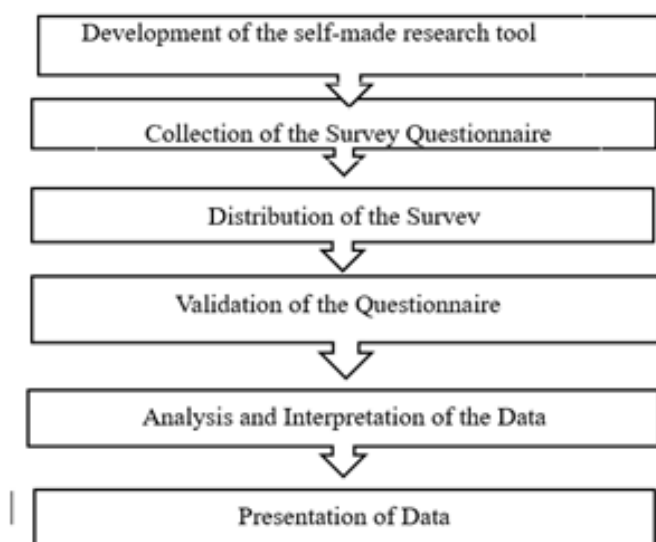 Development of the self-made research tool
Collection of the Survey Questionnaire
Distribution of the Survey
Validation of the Questionnaire
Analysis and Interpretation of the Data
Presentation of Data